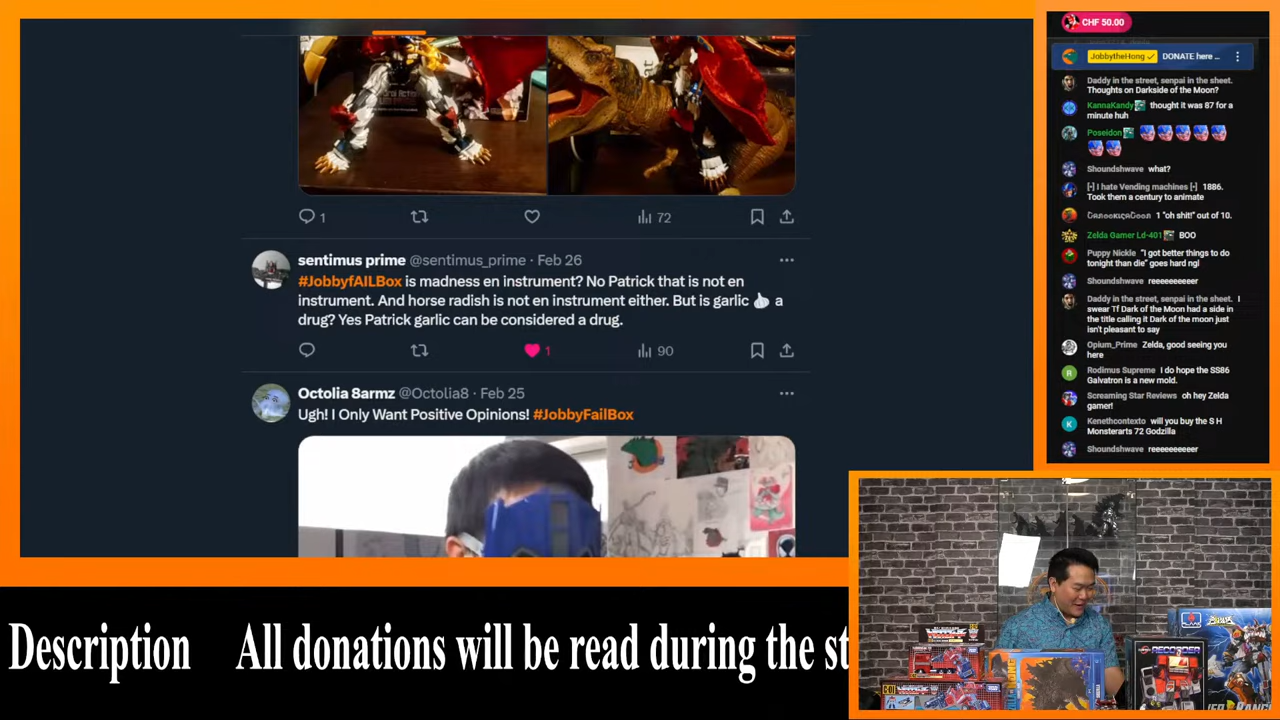 1
72
sentimus prime @sentimus_prime · Feb 26
#JobbyfAILBox is madness en instrument? No Patrick that is not en
instrument. And horse radish is not en instrument either. But is garlic 🧄 a
drug? Yes Patrick garlic can be considered a drug.
1
90
Octolia 8armz @Octolia8 · Feb 25
Ugh! I Only Want Positive Opinions! #JobbyFailBox
CHF 50.00
JobbytheHong ✓ DONATE here ...
Daddy in the street, senpai in the sheet.
Thoughts on Darkside of the Moon?
KannaKandy thought it was 87 for a
minute huh
Poseidon
Shoundshwave what?
[•] I hate Vending machines [•] 1886.
Took them a century to animate
1 "oh shit!" out of 10.
Zelda Gamer Ld-401 BOO
Puppy Nickle "I got better things to do
tonight than die" goes hard ngl
Shoundshwave reeeeeeeeer
Daddy in the street, senpai in the sheet. I
swear Tf Dark of the Moon had a side in
the title calling it Dark of the moon just
isn't pleasant to say
Opium_Prime Zelda, good seeing you
here
Rodimus Supreme I do hope the SS86
Galvatron is a new mold.
Screaming Star Reviews oh hey Zelda
gamer!
Kenethcontexto will you buy the S H
Monsterarts 72 Godzilla
Shoundshwave reeeeeeeeer
Description All donations will be read during the st
RECORDER